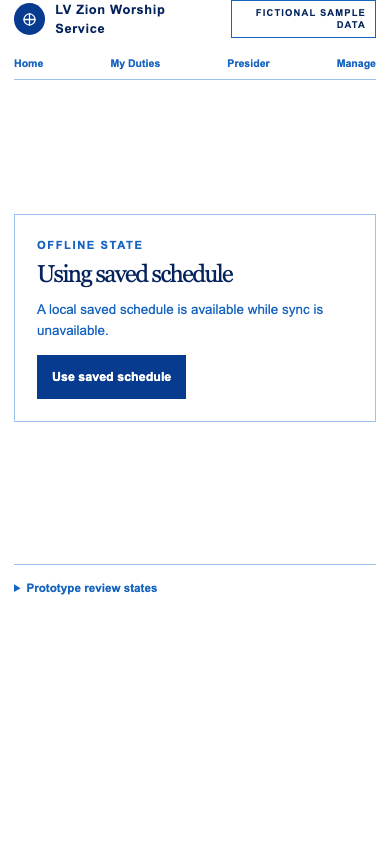 LV Zion Worship
Service
FICTIONAL SAMPLE
DATA
Home
My Duties
Presider
Manage
OFFLINE STATE
Using saved schedule
A local saved schedule is available while sync is
unavailable.
Use saved schedule
Prototype review states